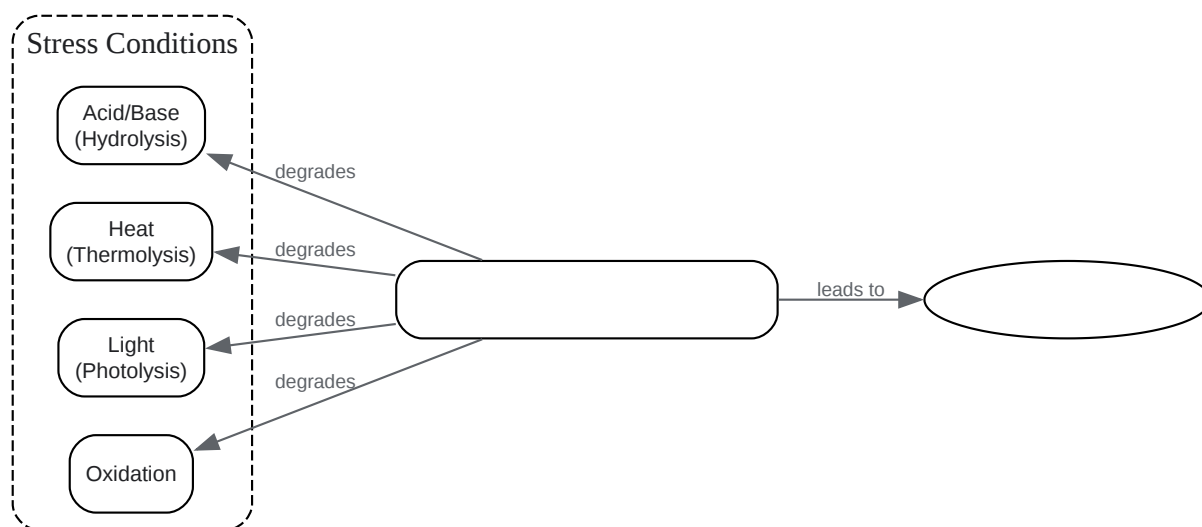 Stress Conditions
Acid/Base
(Hydrolysis)
degrades
Heat
(Thermolysis)
degrades
leads to
Light
(Photolysis)
degrades
degrades
Oxidation